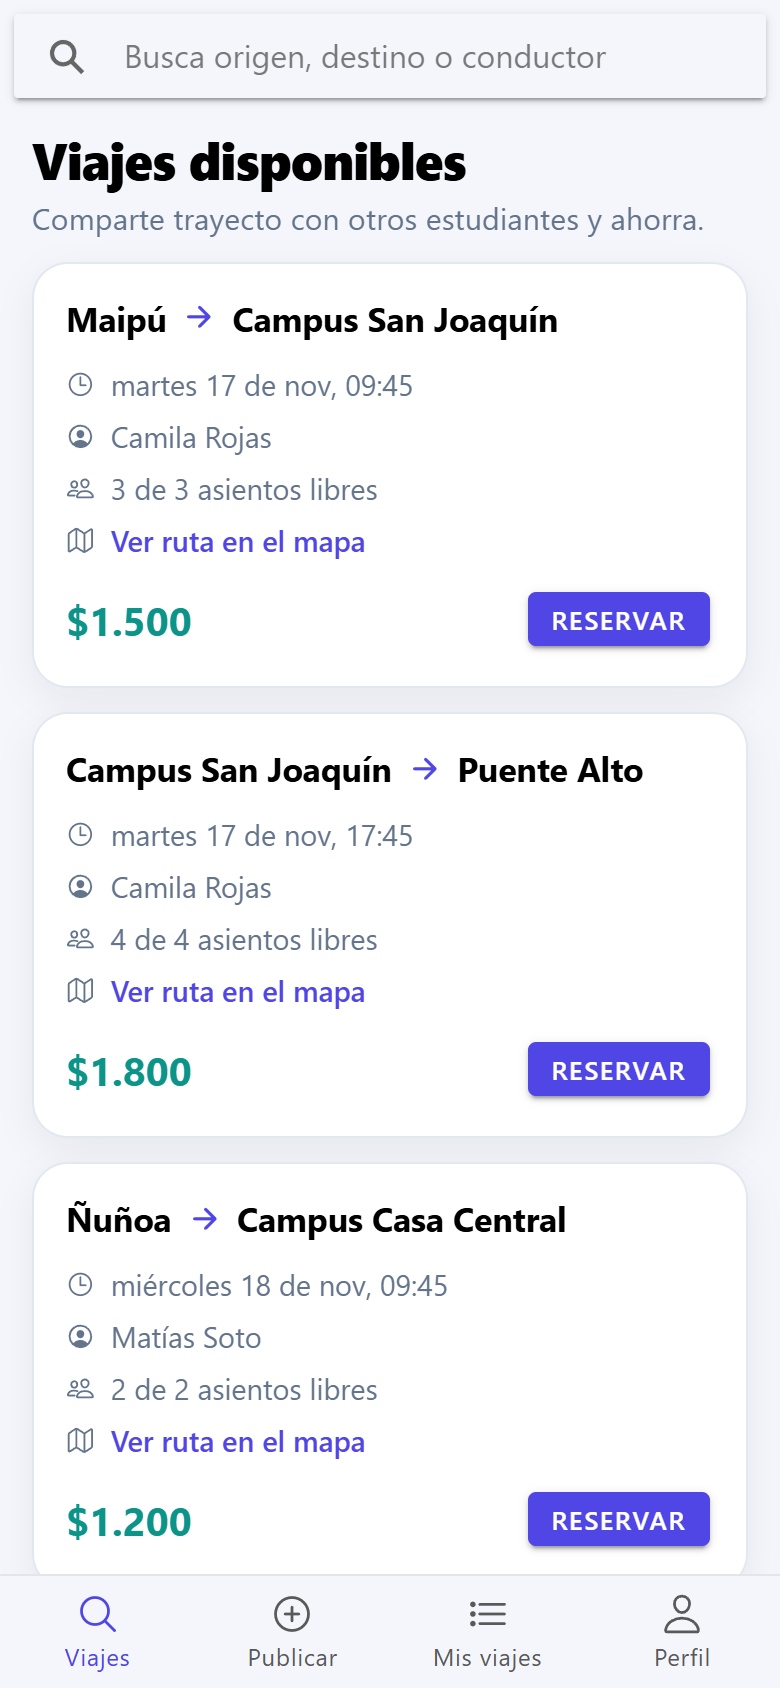 Busca origen, destino o conductor
Viajes disponibles
Comparte trayecto con otros estudiantes y ahorra.
Maipú → Campus San Joaquín
martes 17 de nov, 09:45
Camila Rojas
3 de 3 asientos libres
Ver ruta en el mapa
$1.500 RESERVAR
Campus San Joaquín → Puente Alto
martes 17 de nov, 17:45
Camila Rojas
4 de 4 asientos libres
Ver ruta en el mapa
$1.800 RESERVAR
Ñuñoa → Campus Casa Central
miércoles 18 de nov, 09:45
Matías Soto
2 de 2 asientos libres
Ver ruta en el mapa
$1.200 RESERVAR
Viajes Publicar Mis viajes Perfil